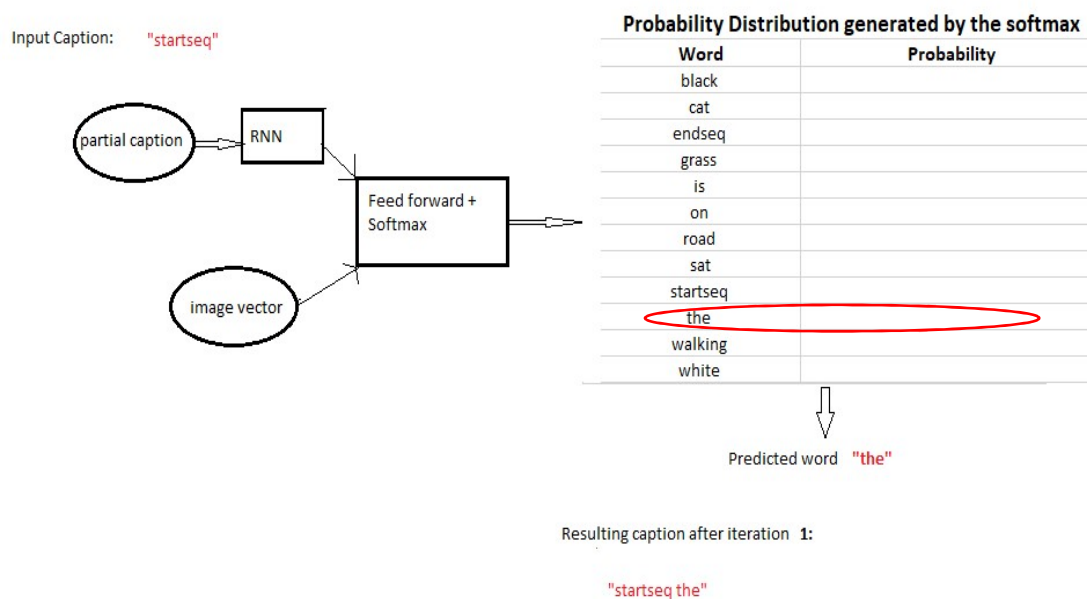 Input Caption: "startseq"
partial caption
RNN
Feed forward +
Softmax
image vector
Probability Distribution generated by the softmax
Word Probability
black
cat
endseq
grass
is
on
road
sat
startseq
the
walking
white
Predicted word "the"
Resulting caption after iteration 1:
"startseq the"